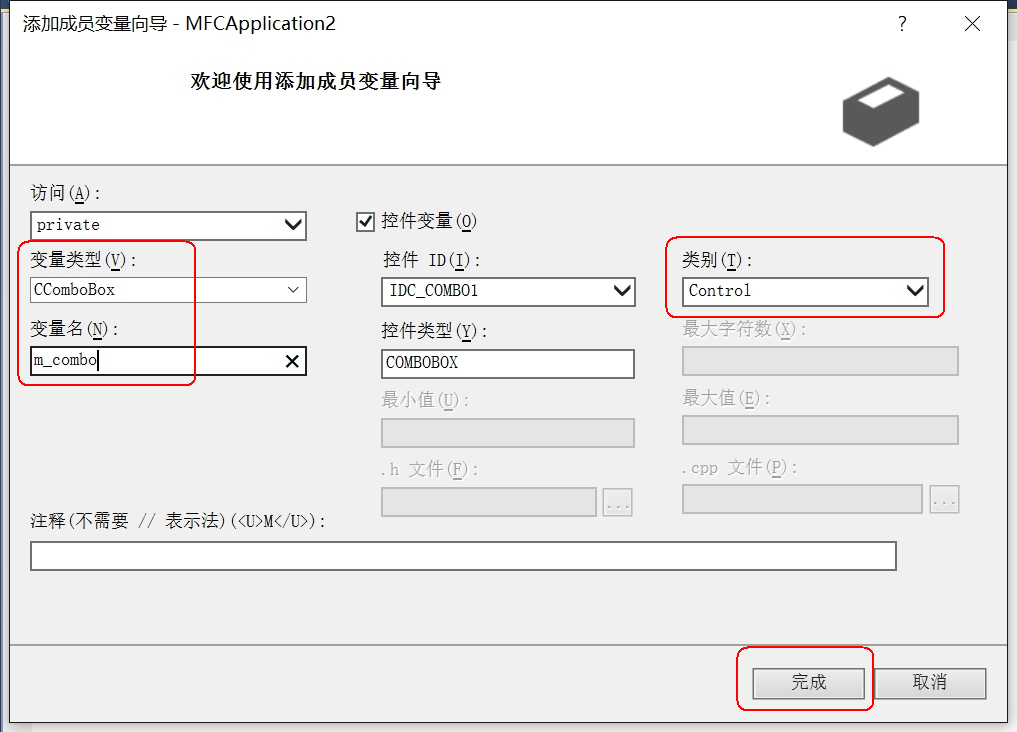 添加成员变量向导 - MFCApplication2
?
欢迎使用添加成员变量向导
访问(A):
private
控件变量(O)
变量类型(V):
CComboBox
控件 ID(I):
IDC_COMBO1
类别(T):
Control
变量名(N):
m_combo
控件类型(Y):
COMBOBOX
最大字符数(X):
最小值(U):
最大值(E):
.h 文件(F):
...
.cpp 文件(P):
...
注释(不需要 // 表示法)(<U>M</U>):
完成
取消